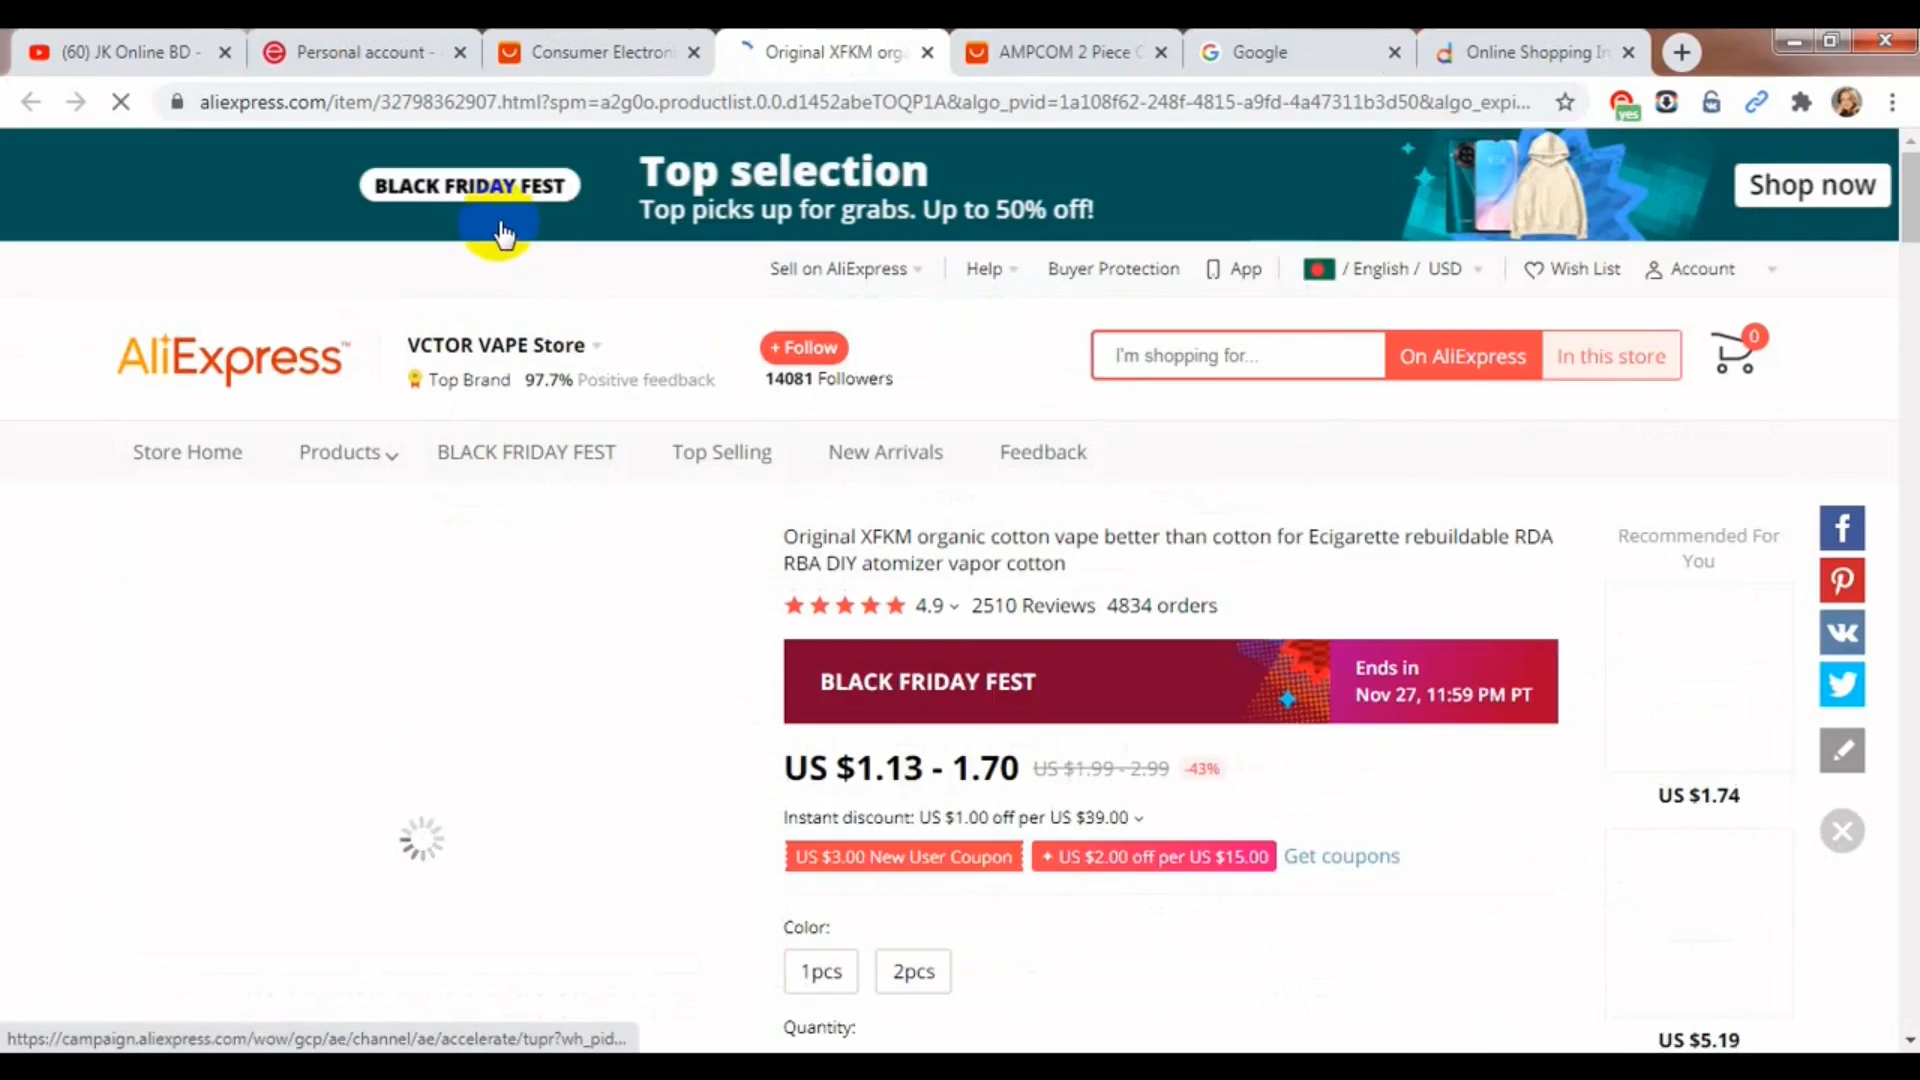 (60) JK Online BD -
Personal account -
Consumer Electroni
Original XFKM orga
AMPCOM 2 Piece C
Google
Online Shopping In
aliexpress.com/item/32798362907.html?spm=a2g0o.productlist.0.0.d1452abeTOQP1A&algo_pvid=1a108f62-248f-4815-a9fd-4a47311b3d50&algo_expi...
yes
BLACK FRIDAY FEST
Top selection
Top picks up for grabs. Up to 50% off!
Shop now
Sell on AliExpress
Help
Buyer Protection
App
/ English / USD
Wish List
Account
AliExpress™
VCTOR VAPE Store
Top Brand 97.7% Positive feedback
+ Follow
14081 Followers
I'm shopping for...
On AliExpress
In this store
0
Store Home
Products
BLACK FRIDAY FEST
Top Selling
New Arrivals
Feedback
Original XFKM organic cotton vape better than cotton for Ecigarette rebuildable RDA
RBA DIY atomizer vapor cotton
4.9 2510 Reviews 4834 orders
BLACK FRIDAY FEST
Ends in
Nov 27, 11:59 PM PT
US $1.13 - 1.70 US $1.99 - 2.99 -43%
Instant discount: US $1.00 off per US $39.00
US $3.00 New User Coupon
US $2.00 off per US $15.00
Get coupons
Color:
1pcs
2pcs
Quantity:
Recommended For
You
US $1.74
US $5.19
https://campaign.aliexpress.com/wow/gcp/ae/channel/ae/accelerate/tupr?wh_pid...